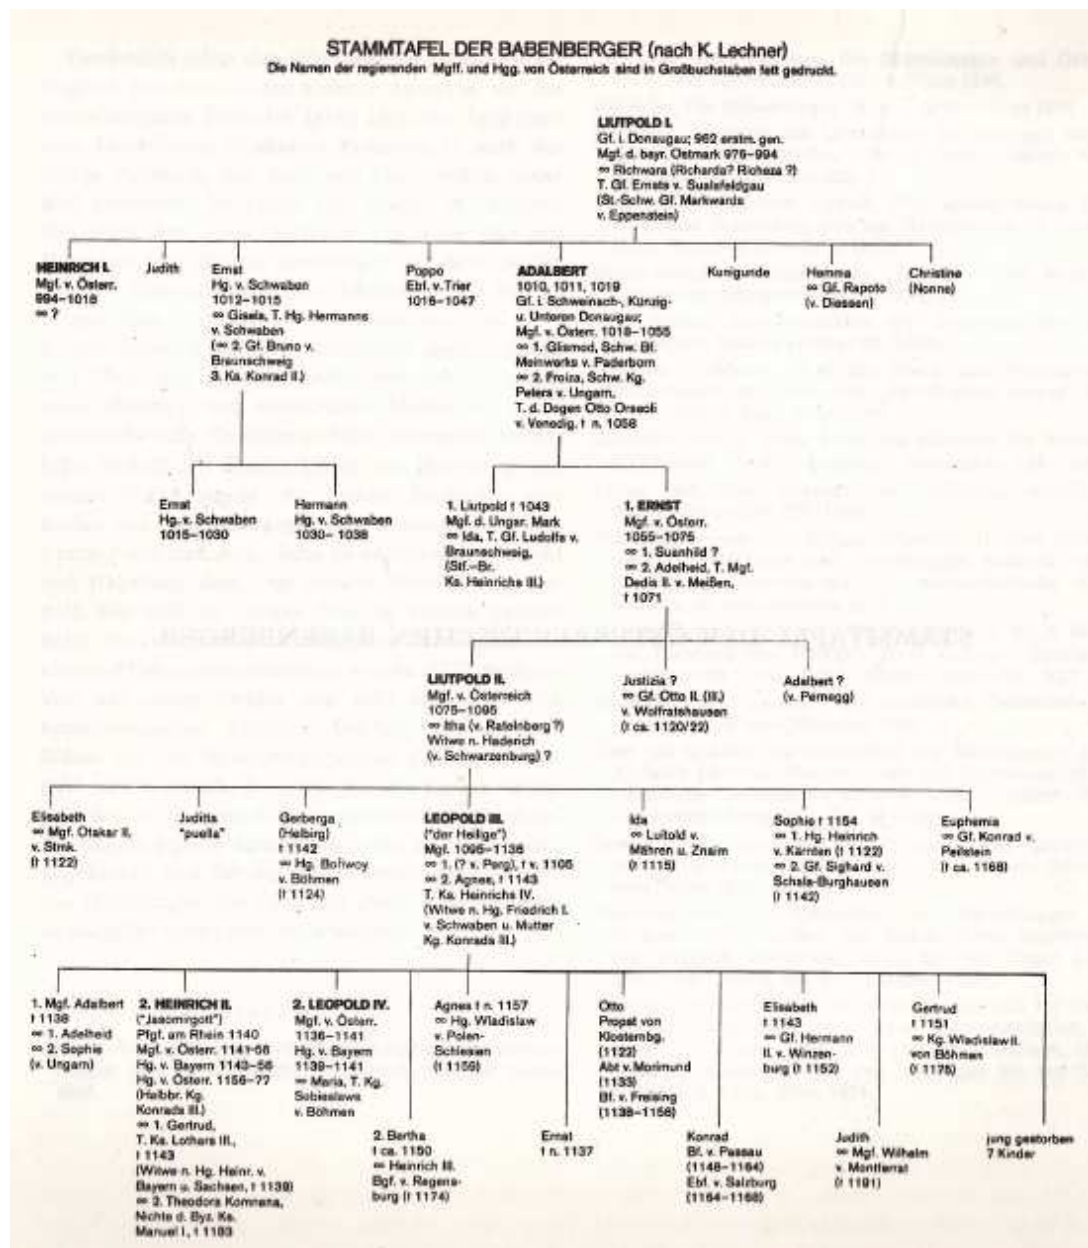 STAMMTAFEL DER BABENBERGER (nach K. Lechner)
Die Namen der regierenden Mgff. und Hgg. von Österreich sind in Großbuchstaben fett gedruckt.
LIUTPOLD I.
Gf. i. Donaugau; 962 erstm. gen.
Mgf. d. bayr. Ostmark 976–994
∞ Richwara (Richarda? Richeza ?)
T. Gf. Ernsts v. Sualafeldgau
(St.-Schw. Gf. Markwards
v. Eppenstein)
HEINRICH I.
Mgf. v. Österr.
994–1018
∞ ?
Judith
Ernst
Hg. v. Schwaben
1012–1015
∞ Gisela, T. Hg. Hermanns
v. Schwaben
(∞ 2. Gf. Bruno v.
Braunschweig
3. Ka. Konrad II.)
Poppo
Ebf. v. Trier
1016–1047
ADALBERT
1010, 1011, 1019
Gf. i. Schweinach-, Künzig-
u. Unteren Donaugau;
Mgf. v. Österr. 1018–1055
∞ 1. Glismod, Schw. Bf.
Meinwerks v. Paderborn
∞ 2. Froiza, Schw. Kg.
Peters v. Ungarn,
T. d. Dogen Otto Orseoli
v. Venedig, † n. 1058
Kunigunde
Hemma
∞ Gf. Rapoto
(v. Diessen)
Christine
(Nonne)
Ernst
Hg. v. Schwaben
1015–1030
Hermann
Hg. v. Schwaben
1030– 1038
1. Liutpold † 1043
Mgf. d. Ungar. Mark
∞ Ida, T. Gf. Ludolfs v.
Braunschweig,
(Stf.–Br.
Ks. Heinrichs III.)
1. ERNST
Mgf. v. Österr.
1055–1075
∞ 1. Suanhild ?
∞ 2. Adelheid, T. Mgf.
Dedis II. v. Meißen,
† 1071
LIUTPOLD II.
Mgf. v. Österreich
1075–1095
∞ Itha (v. Ratelnberg ?)
Witwe n. Haderich
(v. Schwarzenburg) ?
Justizia ?
∞ Gf. Otto II. (III.)
v. Wolfratshausen
(† ca. 1120/22)
Adalbert ?
(v. Pernegg)
Elisabeth
∞ Mgf. Otakar II.
v. Stmk.
(† 1122)
Juditta
"puella"
Gerberga
(Helbirg)
† 1142
∞ Hg. Boŕiwoy
v. Böhmen
(† 1124)
LEOPOLD III.
("der Heilige")
Mgf. 1095–1136
∞ 1. (? v. Perg), † v. 1105
∞ 2. Agnes, † 1143
T. Ks. Heinrichs IV.
(Witwe n. Hg. Friedrich I.
v. Schwaben u. Mutter
Kg. Konrads III.)
Ida
∞ Luitold v.
Mähren u. Znaim
(† 1115)
Sophie † 1154
∞ 1. Hg. Heinrich
v. Kärnten († 1122)
∞ 2. Gf. Sighard v.
Schala-Burghausen
(† 1142)
Euphemia
∞ Gf. Konrad v.
Peilstein
(† ca. 1168)
1. Mgf. Adalbert
† 1138
∞ 1. Adelheid
∞ 2. Sophie
(v. Ungarn)
2. HEINRICH II.
("Jasomirgott")
Pfgf. am Rhein 1140
Mgf. v. Österr. 1141-56
Hg. v. Bayern 1143–56
Hg. v. Österr. 1156–77
(Halbbr. Kg.
Konrads III.)
∞ 1. Gertrud,
T. Ks. Lothars III.,
† 1143
(Witwe n. Hg. Heinr. v.
Bayern u. Sachsen, † 1139)
∞ 2. Theodora Komnena,
Nichte d. Byz. Ks.
Manuel I., † 1183
2. LEOPOLD IV.
Mgf. v. Österr.
1136–1141
Hg. v. Bayern
1139–1141
∞ Maria, T. Kg.
Sobieslaws
v. Böhmen
2. Bertha
† ca. 1150
∞ Heinrich III.
Bgf. v. Regens-
burg († 1174)
Agnes † n. 1157
∞ Hg. Wladislaw
v. Polen-
Schlesien
(† 1159)
Ernst
† n. 1137
Otto
Propst von
Klosternbg.
(1122)
Abt v. Morimund
(1133)
Bf. v. Freising
(1138–1158)
Konrad
Bf. v. Passau
(1148–1164)
Ebf. v. Salzburg
(1164–1168)
Elisabeth
† 1143
∞ Gf. Hermann
II. v. Winzen-
burg († 1152)
Judith
∞ Mgf. Wilhelm
v. Montferrat
(† 1191)
Gertrud
† 1151
∞ Kg. Wladislaw II.
von Böhmen
(† 1175)
jung gestorben
7 Kinder